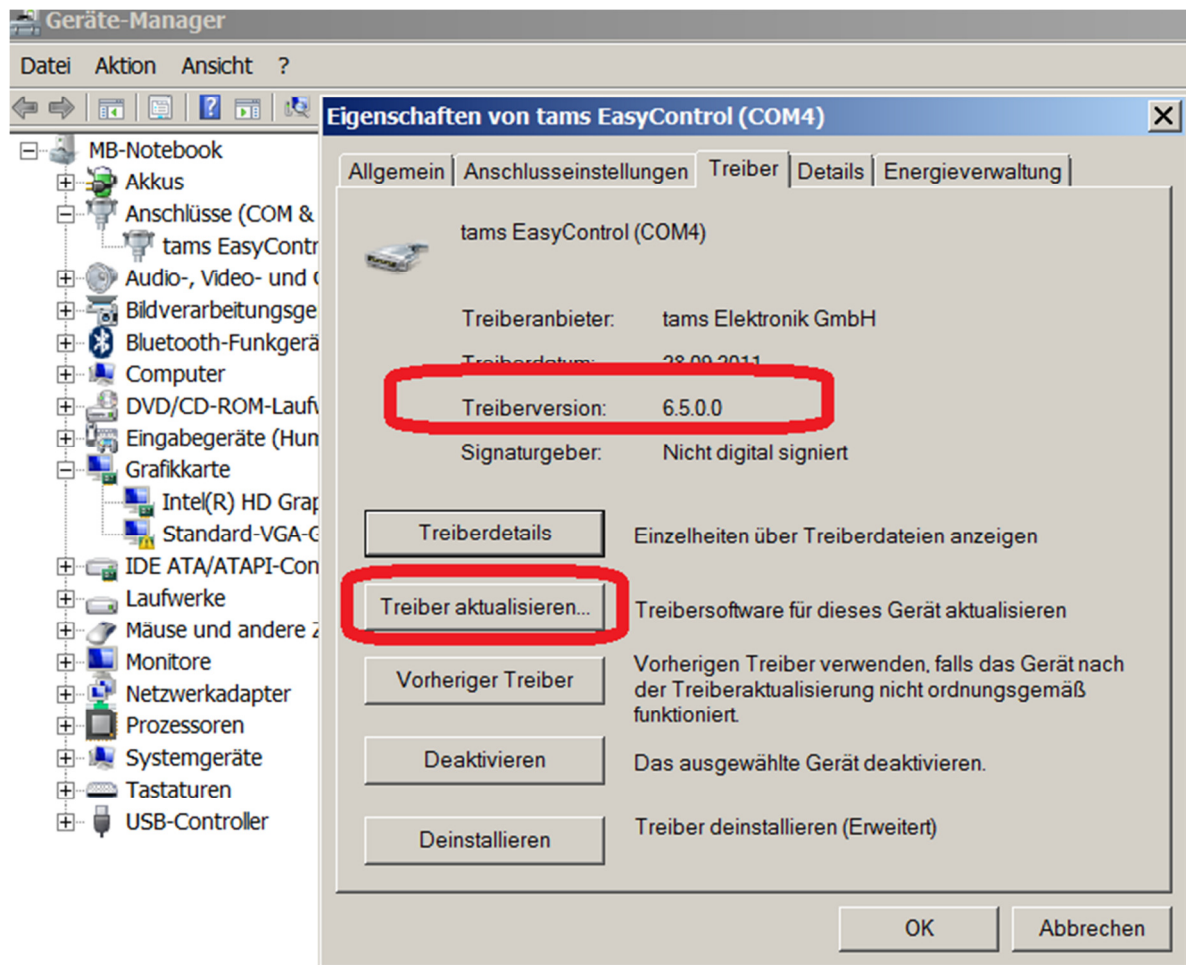 Geräte-Manager
Datei Aktion Ansicht ?
MB-Notebook
Akkus
Anschlüsse (COM &
tams EasyContr
Audio-, Video- und
Bildverarbeitungsge
Bluetooth-Funkgerä
Computer
DVD/CD-ROM-Laufw
Eingabegeräte (Hum
Grafikkarte
Intel(R) HD Grap
Standard-VGA-G
IDE ATA/ATAPI-Con
Laufwerke
Mäuse und andere Z
Monitore
Netzwerkadapter
Prozessoren
Systemgeräte
Tastaturen
USB-Controller
Eigenschaften von tams EasyControl (COM4)
Allgemein Anschlusseinstellungen Treiber Details Energieverwaltung
tams EasyControl (COM4)
Treiberanbieter: tams Elektronik GmbH
Treiberdatum: 28.09.2011
Treiberversion: 6.5.0.0
Signaturgeber: Nicht digital signiert
Treiberdetails
Einzelheiten über Treiberdateien anzeigen
Treiber aktualisieren...
Treibersoftware für dieses Gerät aktualisieren
Vorheriger Treiber
Vorherigen Treiber verwenden, falls das Gerät nach
der Treiberaktualisierung nicht ordnungsgemäß
funktioniert.
Deaktivieren
Das ausgewählte Gerät deaktivieren.
Deinstallieren
Treiber deinstallieren (Erweitert)
OK Abbrechen